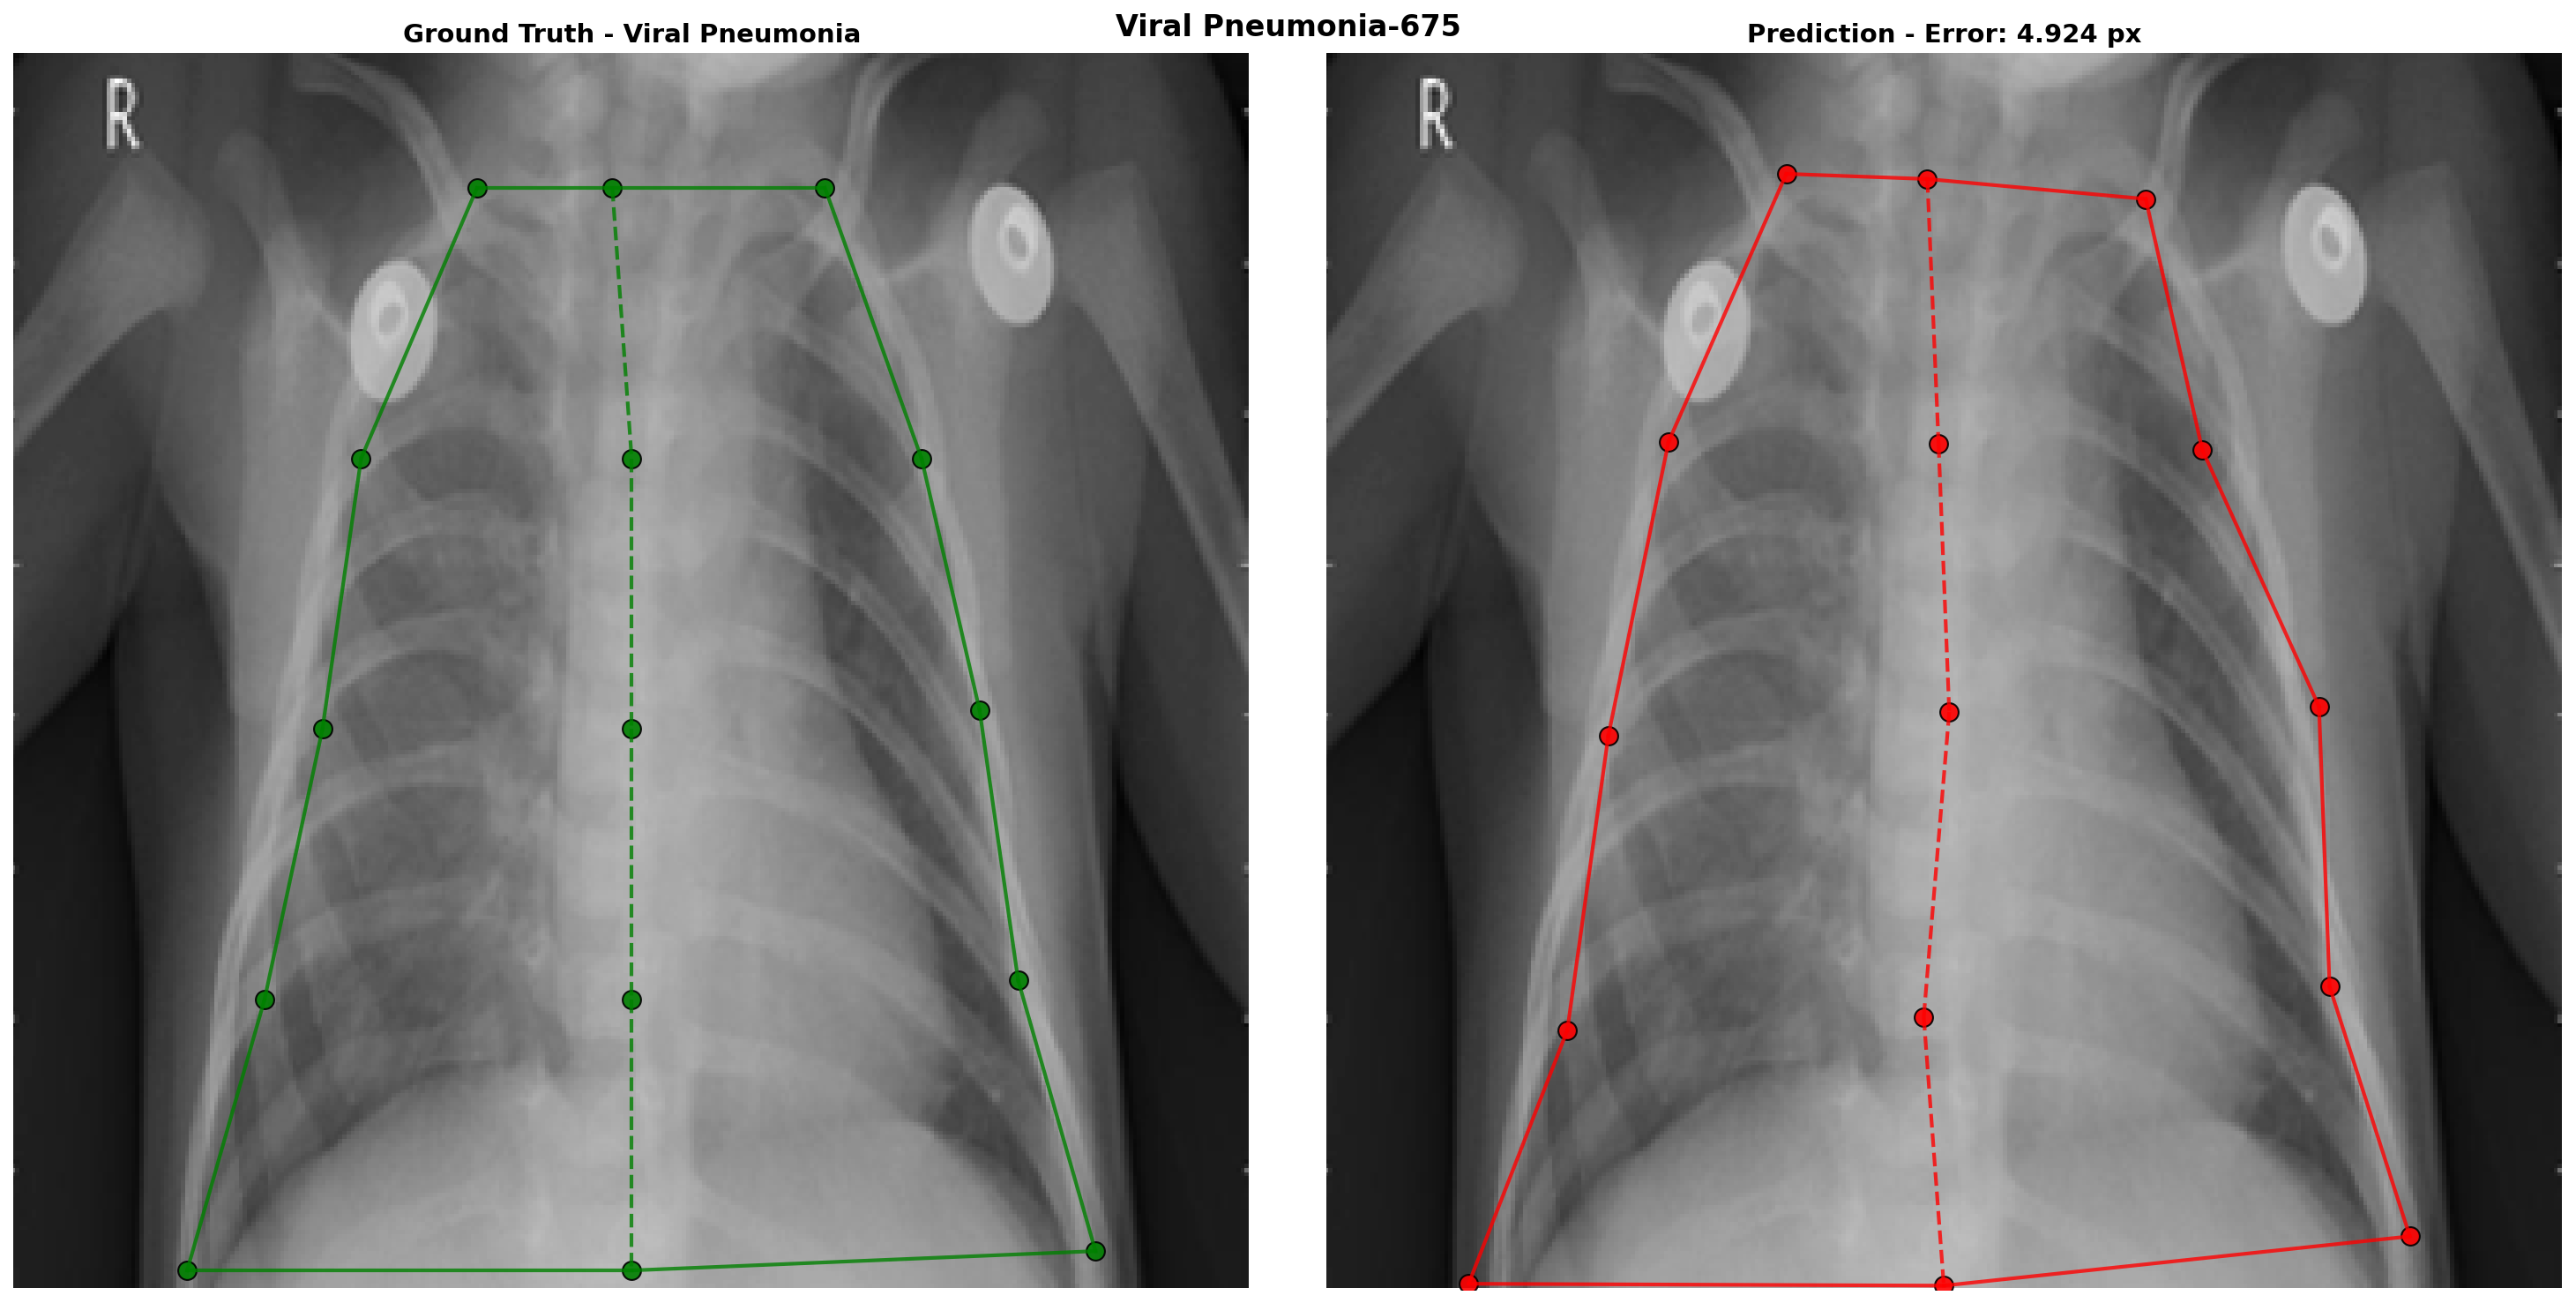 Viral Pneumonia-675
Ground Truth - Viral Pneumonia
Prediction - Error: 4.924 px
R
R